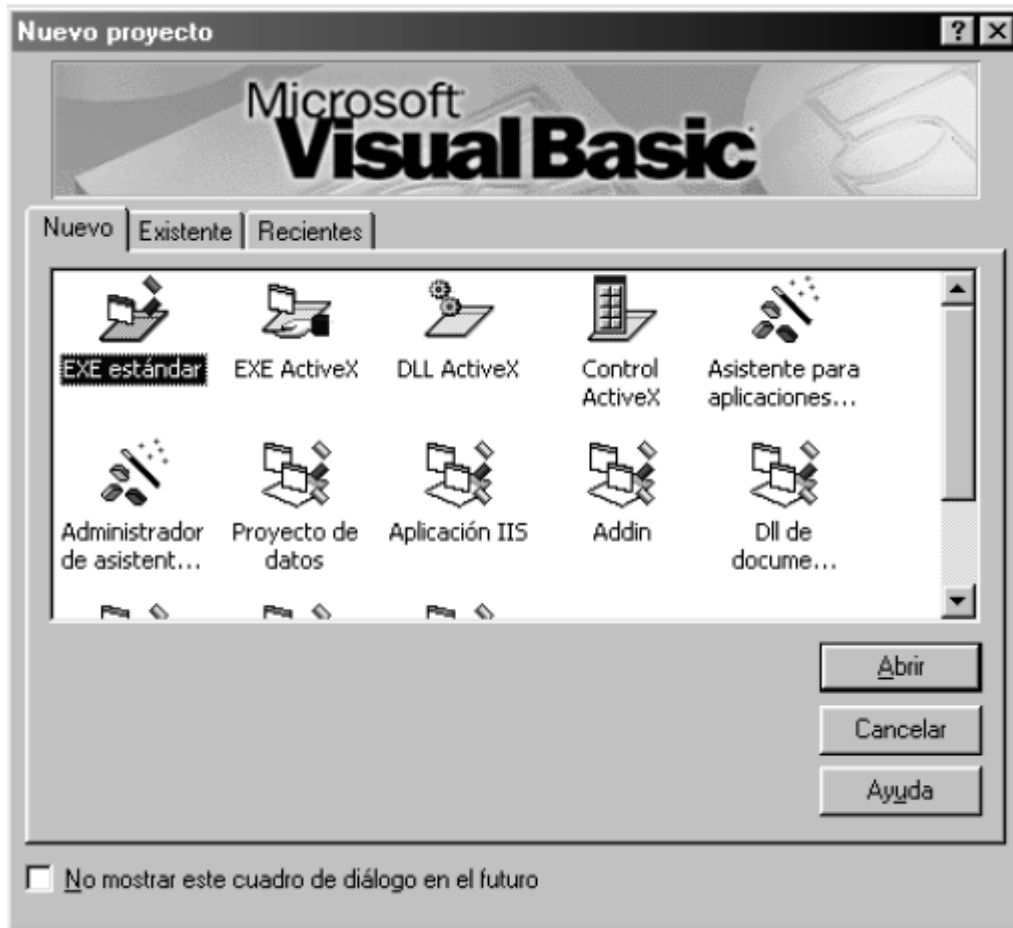 Nuevo proyecto
Microsoft
Visual Basic
Nuevo Existente Recientes
EXE estándar EXE ActiveX DLL ActiveX Control ActiveX Asistente para aplicaciones...
Administrador de asistent... Proyecto de datos Aplicación IIS Addin Dll de docume...
Abrir
Cancelar
Ayuda
No mostrar este cuadro de diálogo en el futuro